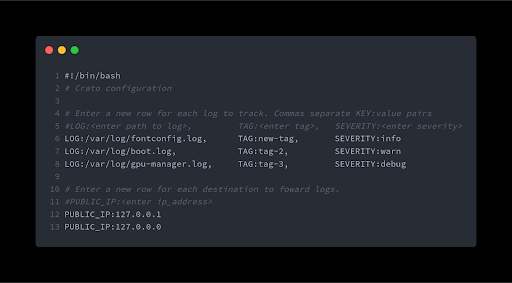 1 #!/bin/bash
2 # Crato configuration
3
4 # Enter a new row for each log to track. Commas separate KEY:value pairs
5 #LOG:<enter path to log>, TAG:<enter tag>, SEVERITY:<enter severity>
6 LOG:/var/log/fontconfig.log, TAG:new-tag, SEVERITY:info
7 LOG:/var/log/boot.log, TAG:tag-2, SEVERITY:warn
8 LOG:/var/log/gpu-manager.log, TAG:tag-3, SEVERITY:debug
9
10 # Enter a new row for each destination to foward logs.
11 #PUBLIC_IP:<enter ip_address>
12 PUBLIC_IP:127.0.0.1
13 PUBLIC_IP:127.0.0.0